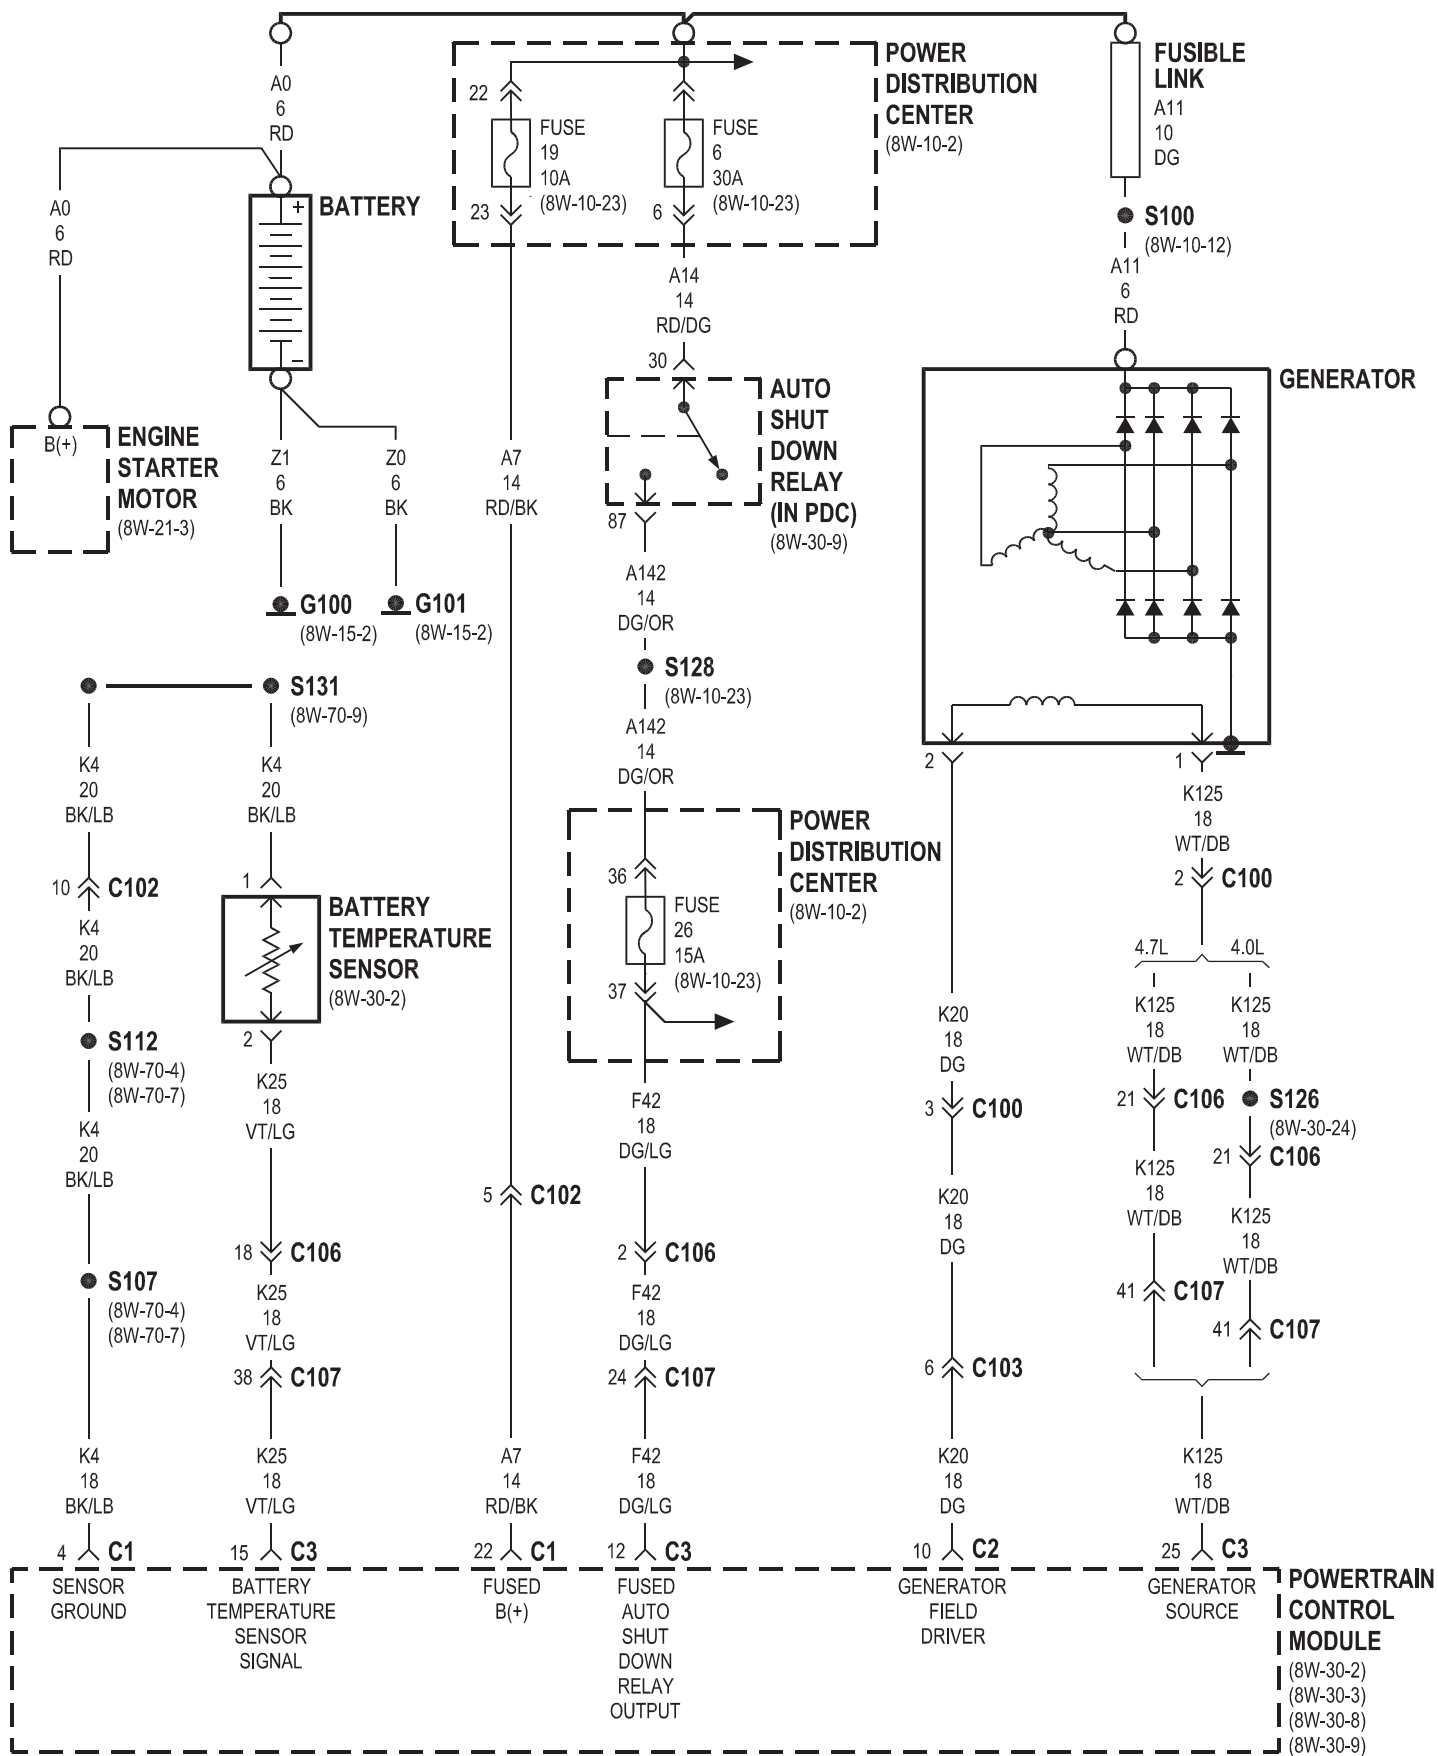 A0
6
RD
A0
6
RD
BATTERY
+
−
ENGINE
STARTER
MOTOR
(8W-21-3)
B(+)
Z1
6
BK
Z0
6
BK
G100
(8W-15-2)
G101
(8W-15-2)
POWER
DISTRIBUTION
CENTER
(8W-10-2)
22
FUSE
19
10A
(8W-10-23)
23
FUSE
6
30A
(8W-10-23)
6
FUSIBLE
LINK
A11
10
DG
S100
(8W-10-12)
A11
6
RD
GENERATOR
A14
14
RD/DG
30
AUTO
SHUT
DOWN
RELAY
(IN PDC)
(8W-30-9)
87
A7
14
RD/BK
A142
14
DG/OR
S128
(8W-10-23)
A142
14
DG/OR
POWER
DISTRIBUTION
CENTER
(8W-10-2)
36
FUSE
26
15A
(8W-10-23)
37
S131
(8W-70-9)
K4
20
BK/LB
K4
20
BK/LB
10
C102
K4
20
BK/LB
S112
(8W-70-4)
(8W-70-7)
K4
20
BK/LB
S107
(8W-70-4)
(8W-70-7)
K4
18
BK/LB
4
C1
1
BATTERY
TEMPERATURE
SENSOR
(8W-30-2)
2
K25
18
VT/LG
18
C106
K25
18
VT/LG
38
C107
K25
18
VT/LG
15
C3
5
C102
A7
14
RD/BK
22
C1
F42
18
DG/LG
2
C106
F42
18
DG/LG
24
C107
F42
18
DG/LG
12
C3
2
K20
18
DG
3
C100
K20
18
DG
6
C103
K20
18
DG
10
C2
1
K125
18
WT/DB
2
C100
4.7L
4.0L
K125
18
WT/DB
K125
18
WT/DB
21
C106
S126
(8W-30-24)
21
C106
K125
18
WT/DB
K125
18
WT/DB
41
C107
41
C107
K125
18
WT/DB
25
C3
SENSOR
GROUND
BATTERY
TEMPERATURE
SENSOR
SIGNAL
FUSED
B(+)
FUSED
AUTO
SHUT
DOWN
RELAY
OUTPUT
GENERATOR
FIELD
DRIVER
GENERATOR
SOURCE
POWERTRAIN
CONTROL
MODULE
(8W-30-2)
(8W-30-3)
(8W-30-8)
(8W-30-9)